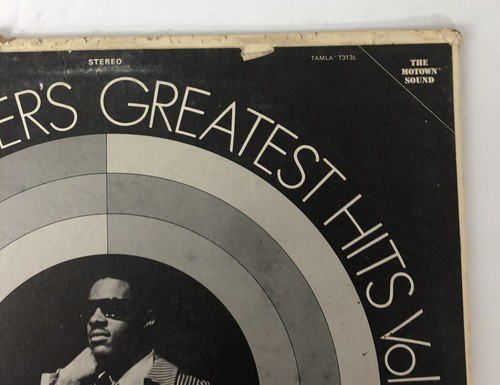 STEREO
TAMLA T313L
THE
MOTOWN
SOUND
ER'S GREATEST HITS Vol